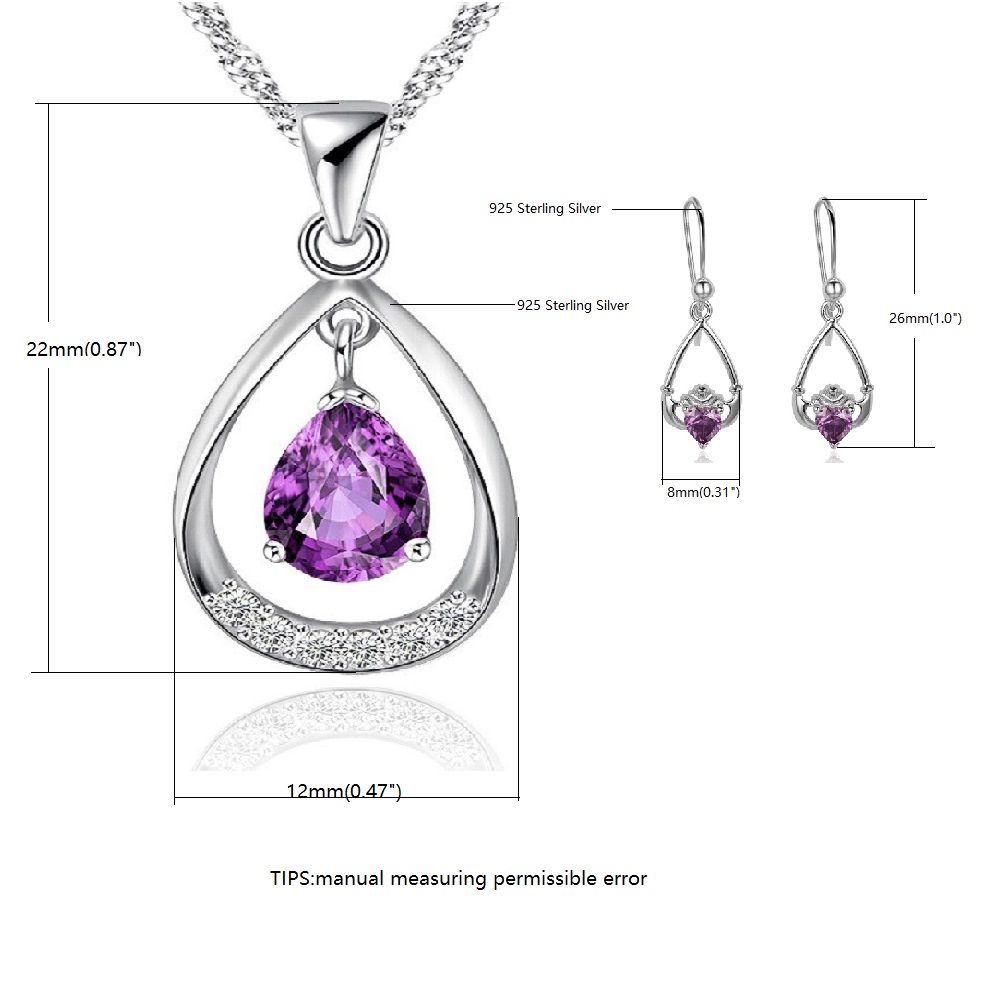 925 Sterling Silver
925 Sterling Silver
26mm(1.0")
22mm(0.87")
8mm(0.31")
12mm(0.47")
TIPS:manual measuring permissible error